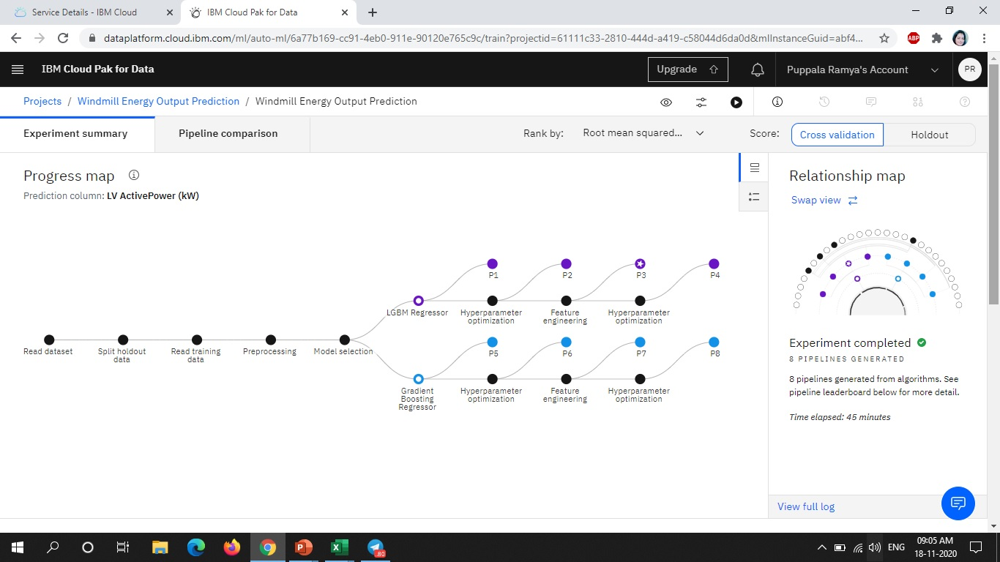 Service Details - IBM Cloud
IBM Cloud Pak for Data
dataplatform.cloud.ibm.com/ml/auto-ml/6a77b169-cc91-4eb0-911e-90120e765c9c/train?projectid=61111c33-2810-444d-a419-c58044d6da0d&mlInstanceGuid=abf4...
ABP
IBM Cloud Pak for Data
Upgrade
Puppala Ramya's Account
PR
Projects / Windmill Energy Output Prediction / Windmill Energy Output Prediction
Experiment summary
Pipeline comparison
Rank by:
Root mean squared...
Score:
Cross validation
Holdout
Progress map
Prediction column: LV ActivePower (kW)
P1
P2
P3
P4
LGBM Regressor
Hyperparameter
optimization
Feature
engineering
Hyperparameter
optimization
Read dataset
Split holdout
data
Read training
data
Preprocessing
Model selection
P5
P6
P7
P8
Gradient
Boosting
Regressor
Hyperparameter
optimization
Feature
engineering
Hyperparameter
optimization
Relationship map
Swap view
Experiment completed
8 PIPELINES GENERATED
8 pipelines generated from algorithms. See
pipeline leaderboard below for more detail.
Time elapsed: 45 minutes
View full log
80
ENG
09:05 AM
18-11-2020